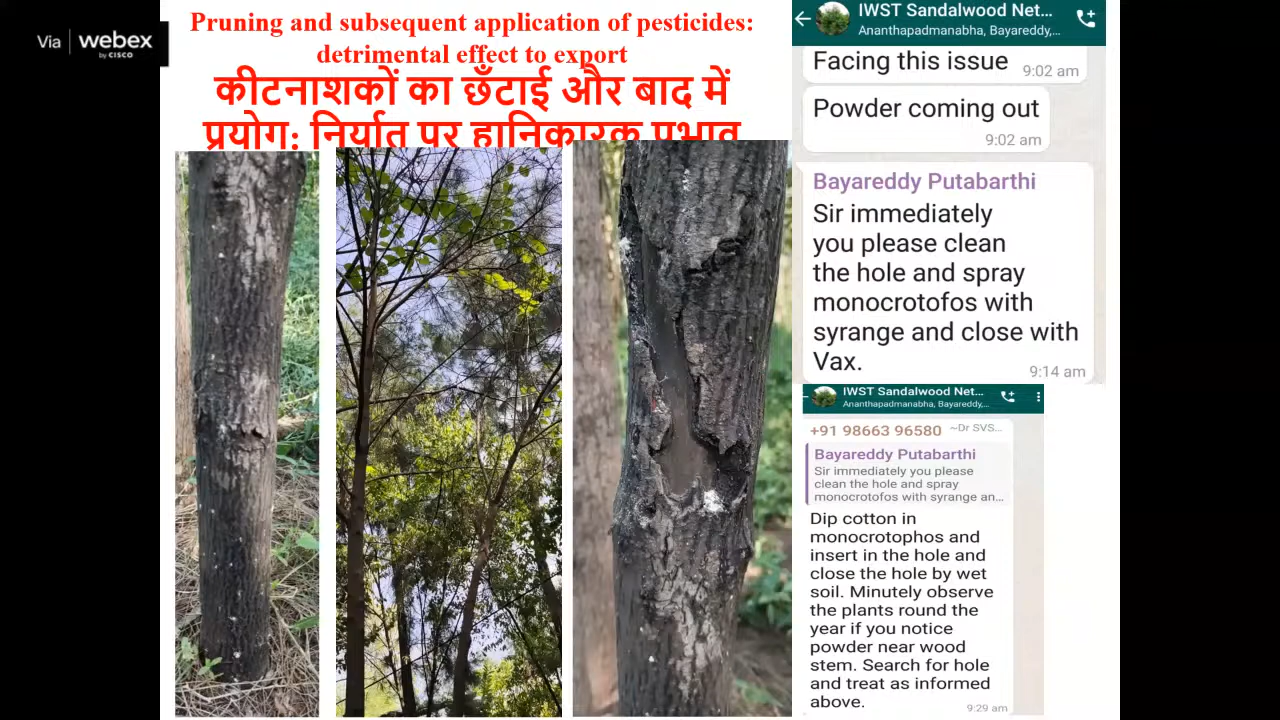 Via webex
by CISCO
Pruning and subsequent application of pesticides:
detrimental effect to export
कीटनाशकों का छँटाई और बाद में
प्रयोग: निर्यात पर हानिकारक प्रभाव
IWST Sandalwood Net...
Ananthapadmanabha, Bayareddy,...
Facing this issue
9:02 am
Powder coming out
9:02 am
Bayareddy Putabarthi
Sir immediately
you please clean
the hole and spray
monocrotofos with
syrange and close with
Vax.
9:14 am
IWST Sandalwood Net...
Ananthapadmanabha, Bayareddy,...
+91 98663 96580 ~Dr SVS...
Bayareddy Putabarthi
Sir immediately you please
clean the hole and spray
monocrotofos with syrange an...
Dip cotton in
monocrotophos and
insert in the hole and
close the hole by wet
soil. Minutely observe
the plants round the
year if you notice
powder near wood
stem. Search for hole
and treat as informed
above.
9:29 am